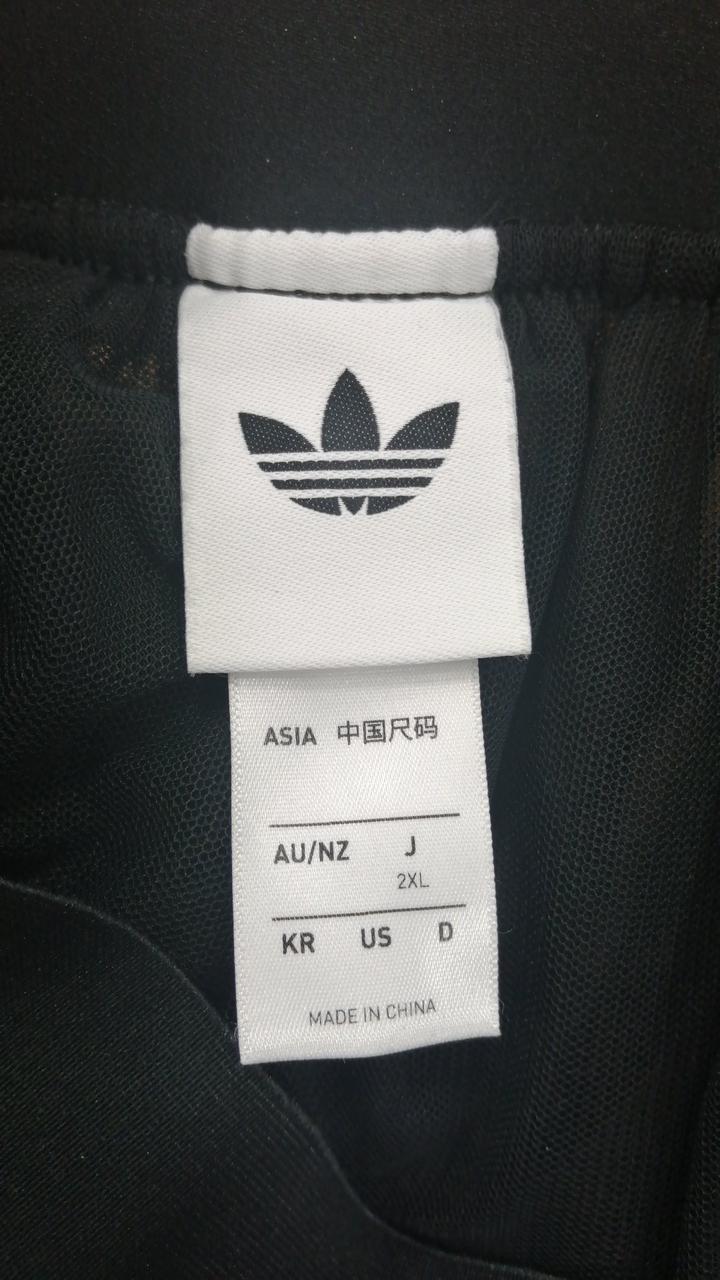 ASIA 中国尺码
AU/NZ J
2XL
KR US D
MADE IN CHINA